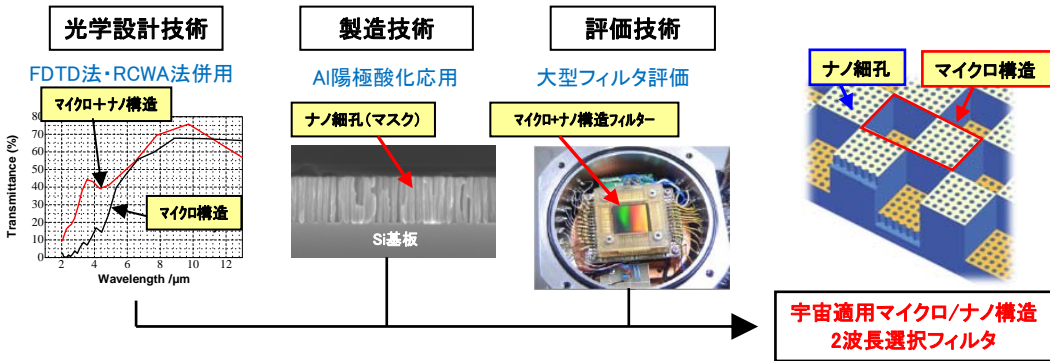 光学設計技術
製造技術
評価技術
FDTD法・RCWA法併用
Al陽極酸化応用
大型フィルタ評価
ナノ細孔
マイクロ構造
マイクロ+ナノ構造
ナノ細孔(マスク)
マイクロ+ナノ構造フィルター
マイクロ構造
Si基板
Transmittance (%)
80
70
60
50
40
30
20
10
0
2
4
6
8
10
12
Wavelength /μm
宇宙適用マイクロ/ナノ構造
2波長選択フィルタ